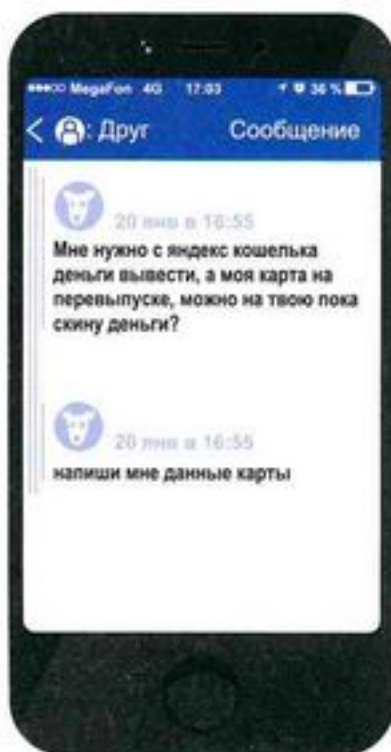 MegaFon 4G 17:03 36 %
: Друг Сообщение
20 янв в 16:55
Мне нужно с яндекс кошелька
деньги вывести, а моя карта на
перевыпуске, можно на твою пока
скину деньги?
20 янв в 16:55
напиши мне данные карты